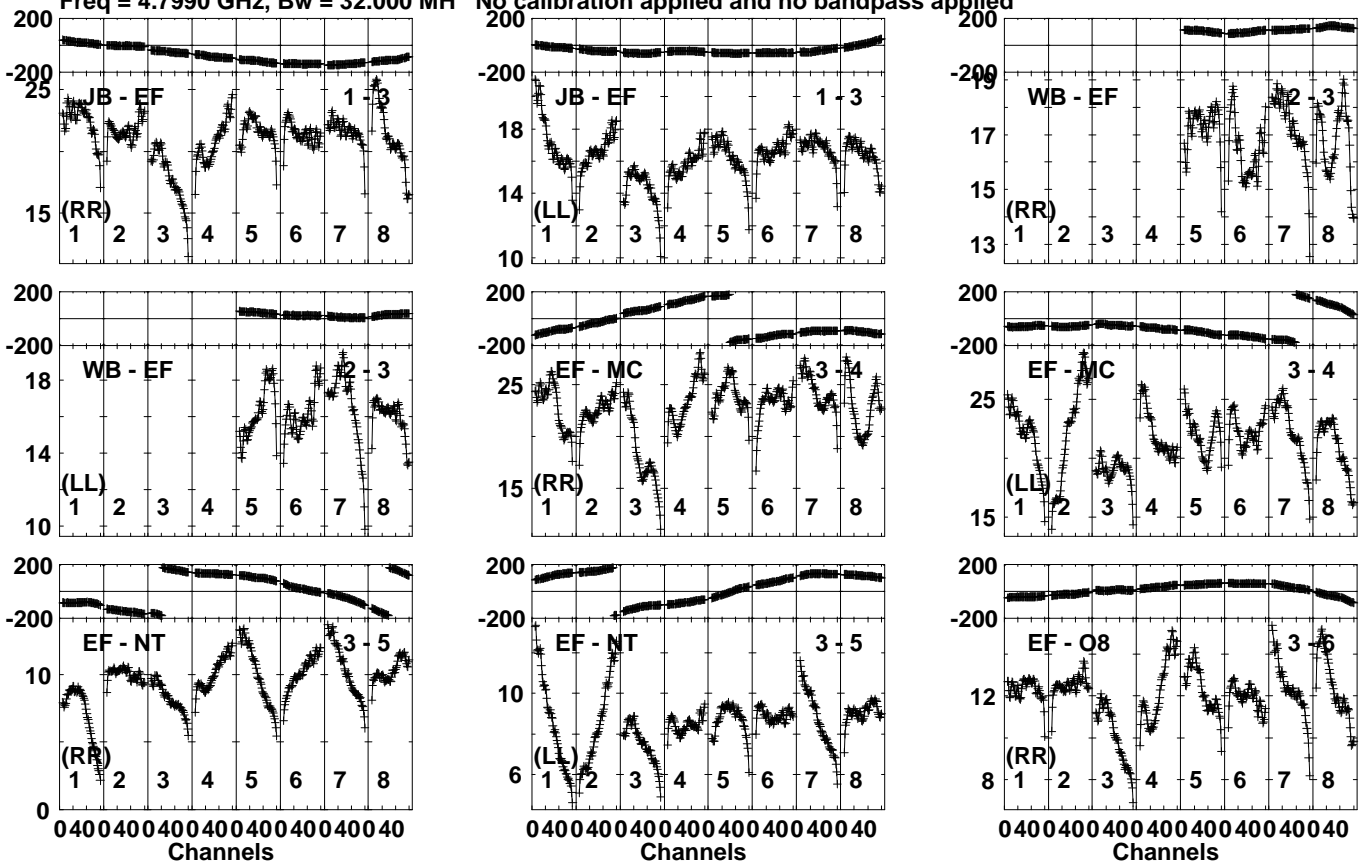 Freq = 4.7990 GHz, Bw = 32.000 MH No calibration applied and no bandpass applied
200
-200
25
15
JB - EF
1 - 3
(RR)
1 2 3 4 5 6 7 8
200
-200
18
14
10
JB - EF
1 - 3
(LL)
1 2 3 4 5 6 7 8
200
-200
19
17
15
13
WB - EF
2 - 3
(RR)
1 2 3 4 5 6 7 8
200
-200
18
14
10
WB - EF
2 - 3
(LL)
1 2 3 4 5 6 7 8
200
-200
25
15
EF - MC
3 - 4
(RR)
1 2 3 4 5 6 7 8
200
-200
25
15
EF - MC
3 - 4
(LL)
1 2 3 4 5 6 7 8
200
-200
10
0
EF - NT
3 - 5
(RR)
1 2 3 4 5 6 7 8
0 40 0 40 0 40 0 40 0 40 0 40 0 40 0 40
Channels
200
-200
10
6
EF - NT
3 - 5
(LL)
1 2 3 4 5 6 7 8
0 40 0 40 0 40 0 40 0 40 0 40 0 40 0 40
Channels
200
-200
12
8
EF - O8
3 - 6
(RR)
1 2 3 4 5 6 7 8
0 40 0 40 0 40 0 40 0 40 0 40 0 40 0 40
Channels